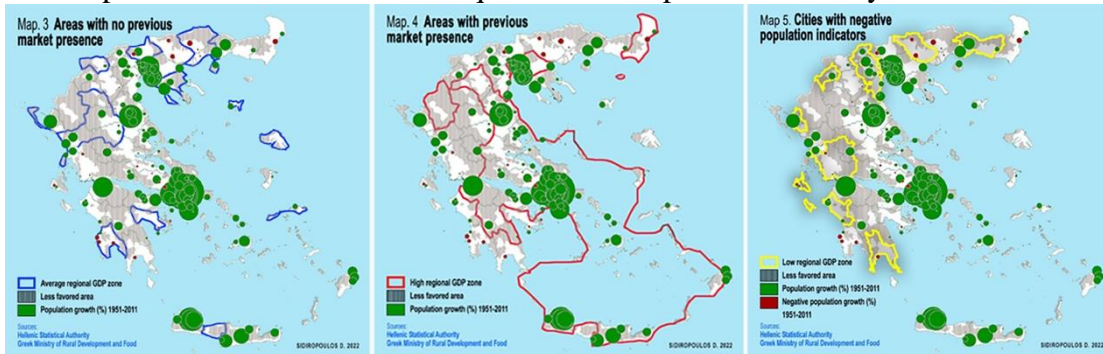 Map. 3 Areas with no previous
market presence
Average regional GDP zone
Less favored area
Population growth (%) 1951-2011
Sources:
Hellenic Statistical Authority
Greek Ministry of Rural Development and Food
SIDIROPOULOS D. 2022
Map. 4 Areas with previous
market presence
High regional GDP zone
Less favored area
Population growth (%) 1951-2011
Sources:
Hellenic Statistical Authority
Greek Ministry of Rural Development and Food
SIDIROPOULOS D. 2022
Map 5. Cities with negative
population indicators
Low regional GDP zone
Less favored area
Population growth (%) 1951-2011
Negative population growth (%)
1951-2011
Sources:
Hellenic Statistical Authority
Greek Ministry of Rural Development and Food
SIDIROPOULOS D. 2022